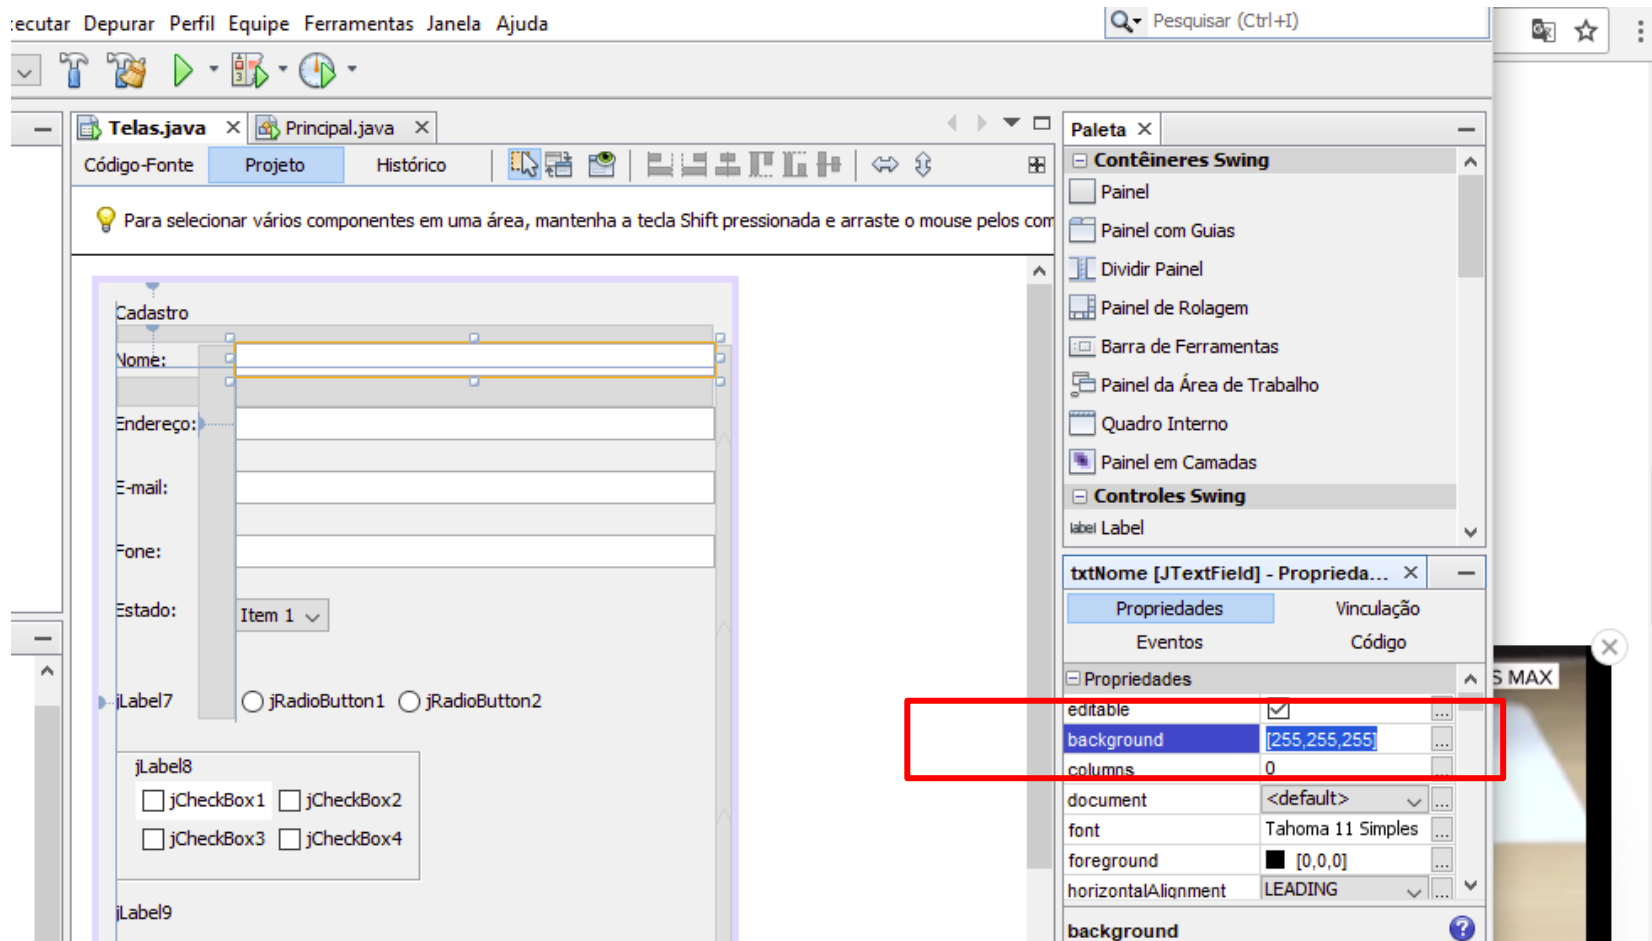 :ecutar Depurar Perfil Equipe Ferramentas Janela Ajuda
Pesquisar (Ctrl+I)
Telas.java
Principal.java
Código-Fonte Projeto Histórico
Para selecionar vários componentes em uma área, mantenha a tecla Shift pressionada e arraste o mouse pelos com
Cadastro
Nome:
Endereço:
E-mail:
Fone:
Estado:
Item 1
jLabel7
jRadioButton1
jRadioButton2
jLabel8
jCheckBox1
jCheckBox2
jCheckBox3
jCheckBox4
jLabel9
Paleta
Contêineres Swing
Painel
Painel com Guias
Dividir Painel
Painel de Rolagem
Barra de Ferramentas
Painel da Área de Trabalho
Quadro Interno
Painel em Camadas
Controles Swing
label Label
txtNome [JTextField] - Proprieda...
Propriedades Vinculação
Eventos Código
Propriedades
editable
background [255,255,255] ...
columns 0
document <default> ...
font Tahoma 11 Simples ...
foreground [0,0,0] ...
horizontalAlignment LEADING ...
background
S MAX